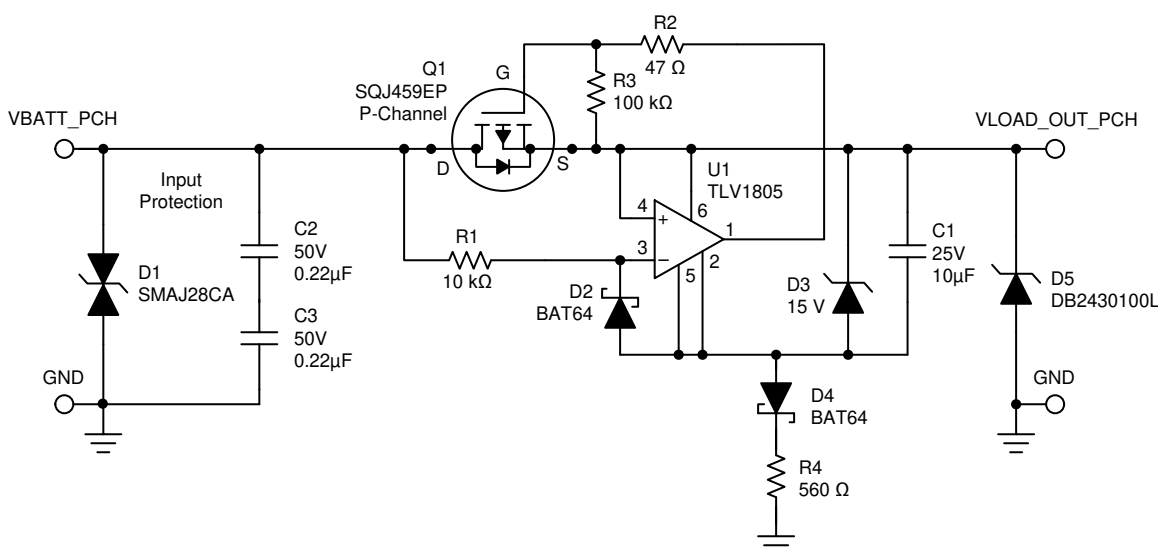 R2
47 Ω
Q1
SQJ459EP
P-Channel
G
R3
100 kΩ
VBATT_PCH
VLOAD_OUT_PCH
D
S
Input
Protection
U1
TLV1805
4
+
6
1
3
−
5
2
C2
50V
0.22µF
R1
10 kΩ
C1
25V
10µF
D1
SMAJ28CA
D2
BAT64
D3
15 V
D5
DB2430100L
C3
50V
0.22µF
GND
GND
D4
BAT64
R4
560 Ω